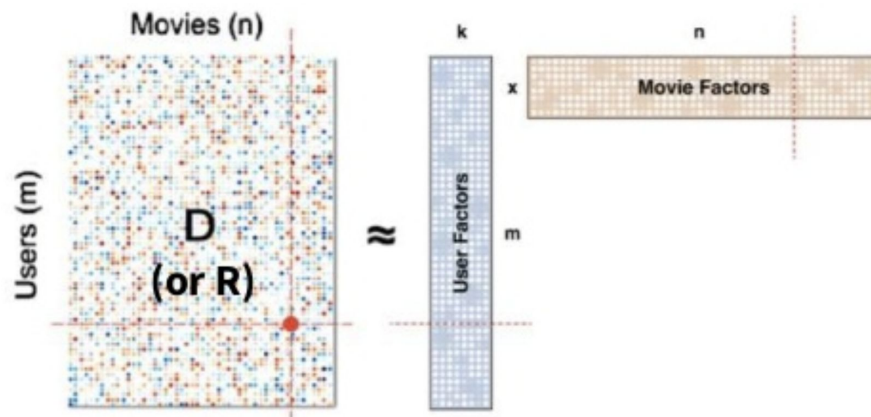 Movies (n)
Users (m)
D
(or R)
≈
k
User Factors
m
x
n
Movie Factors